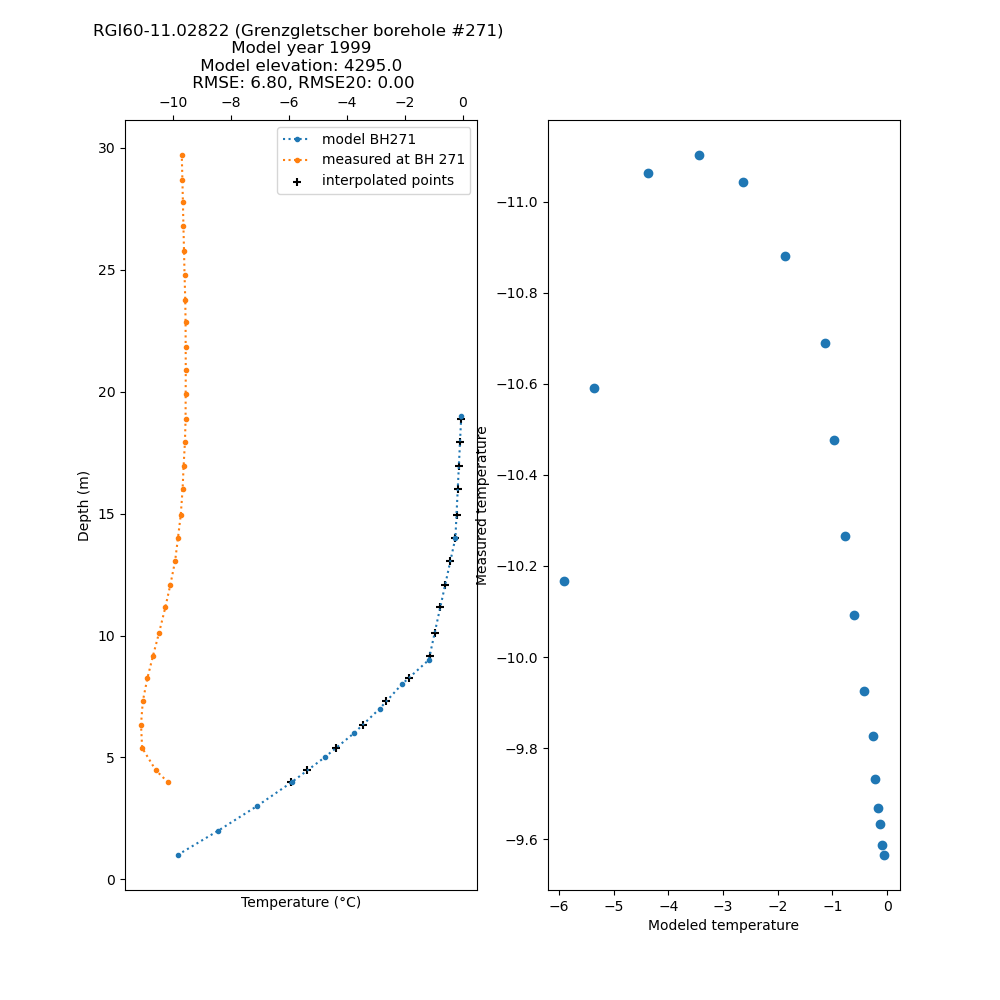 RGI60-11.02822 (Grenzgletscher borehole #271)
Model year 1999
Model elevation: 4295.0
RMSE: 6.80, RMSE20: 0.00
−10 −8 −6 −4 −2 0
model BH271
measured at BH 271
interpolated points
30
25
20
15
10
5
0
Depth (m)
Temperature (°C)
−11.0
−10.8
−10.6
−10.4
−10.2
−10.0
−9.8
−9.6
Measured temperature
−6 −5 −4 −3 −2 −1 0
Modeled temperature